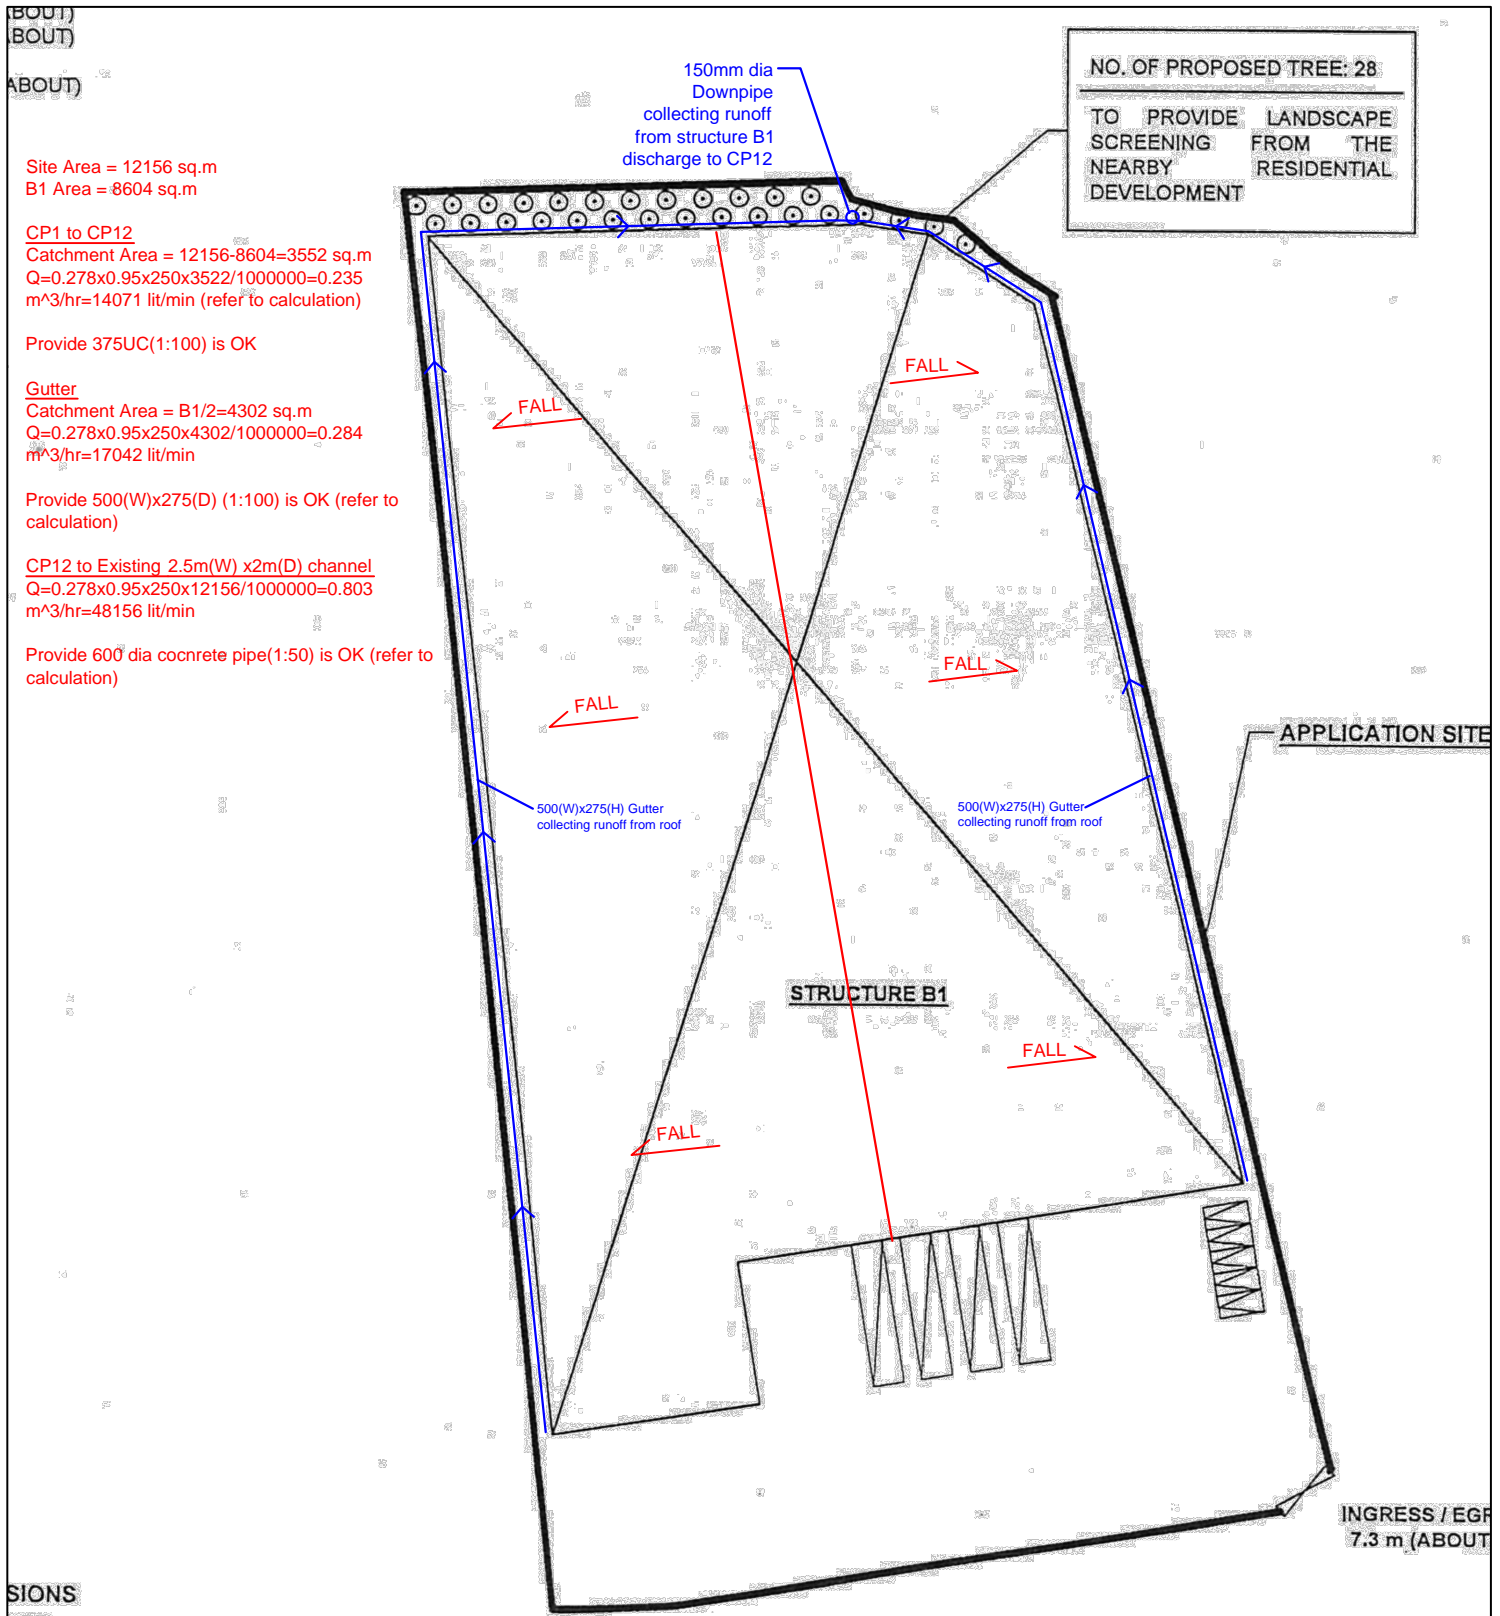 ABOUT)
ABOUT)
ABOUT)
150mm dia
Downpipe
collecting runoff
from structure B1
discharge to CP12
NO. OF PROPOSED TREE: 28
TO PROVIDE LANDSCAPE
SCREENING FROM THE
NEARBY RESIDENTIAL
DEVELOPMENT
Site Area = 12156 sq.m
B1 Area = 8604 sq.m
CP1 to CP12
Catchment Area = 12156-8604=3552 sq.m
Q=0.278x0.95x250x3522/1000000=0.235
m^3/hr=14071 lit/min (refer to calculation)
Provide 375UC(1:100) is OK
Gutter
Catchment Area = B1/2=4302 sq.m
Q=0.278x0.95x250x4302/1000000=0.284
m^3/hr=17042 lit/min
Provide 500(W)x275(D) (1:100) is OK (refer to
calculation)
CP12 to Existing 2.5m(W) x2m(D) channel
Q=0.278x0.95x250x12156/1000000=0.803
m^3/hr=48156 lit/min
Provide 600 dia cocnrete pipe(1:50) is OK (refer to
calculation)
FALL
FALL
FALL
FALL
APPLICATION SITE
500(W)x275(H) Gutter
collecting runoff from roof
500(W)x275(H) Gutter
collecting runoff from roof
STRUCTURE B1
FALL
FALL
INGRESS / EGR
7.3 m (ABOUT
SIONS